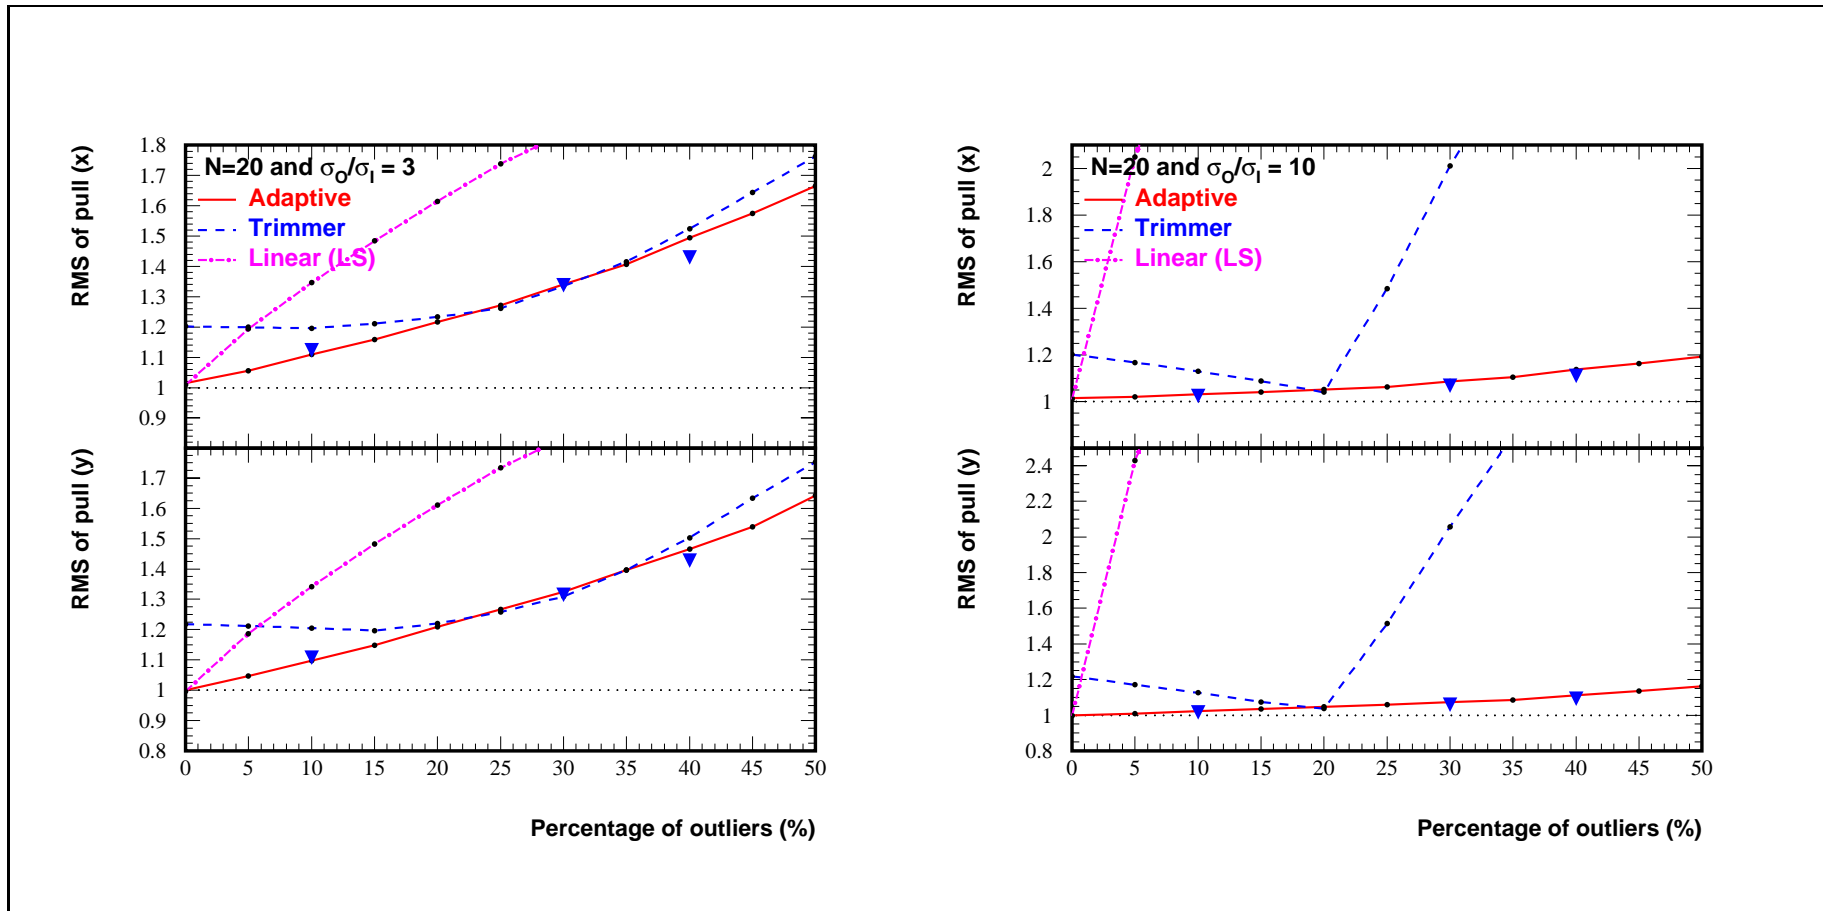 RMS of pull (x)
1.8
1.7
1.6
1.5
1.4
1.3
1.2
1.1
1
0.9
N=20 and σO/σI = 3
Adaptive
Trimmer
Linear (LS)
RMS of pull (y)
1.7
1.6
1.5
1.4
1.3
1.2
1.1
1
0.9
0.8
0 5 10 15 20 25 30 35 40 45 50
Percentage of outliers (%)
RMS of pull (x)
2
1.8
1.6
1.4
1.2
1
N=20 and σO/σI = 10
Adaptive
Trimmer
Linear (LS)
RMS of pull (y)
2.4
2.2
2
1.8
1.6
1.4
1.2
1
0.8
0 5 10 15 20 25 30 35 40 45 50
Percentage of outliers (%)